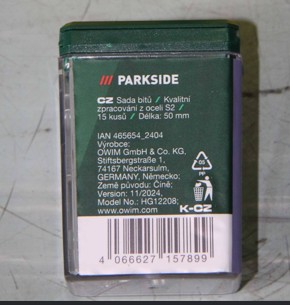 /// PARKSIDE
CZ Sada bitů / Kvalitní
zpracování z oceli S2 /
15 kusů / Délka: 50 mm
IAN 465654_2404
Výrobce:
OWIM GmbH & Co. KG,
Stiftsbergstraße 1,
74167 Neckarsulm,
GERMANY, Německo;
Země původu: Čína;
Version: 11/2024,
Model No.: HG12208;
www.owim.com
05
PP
K-CZ
4 066627 157899